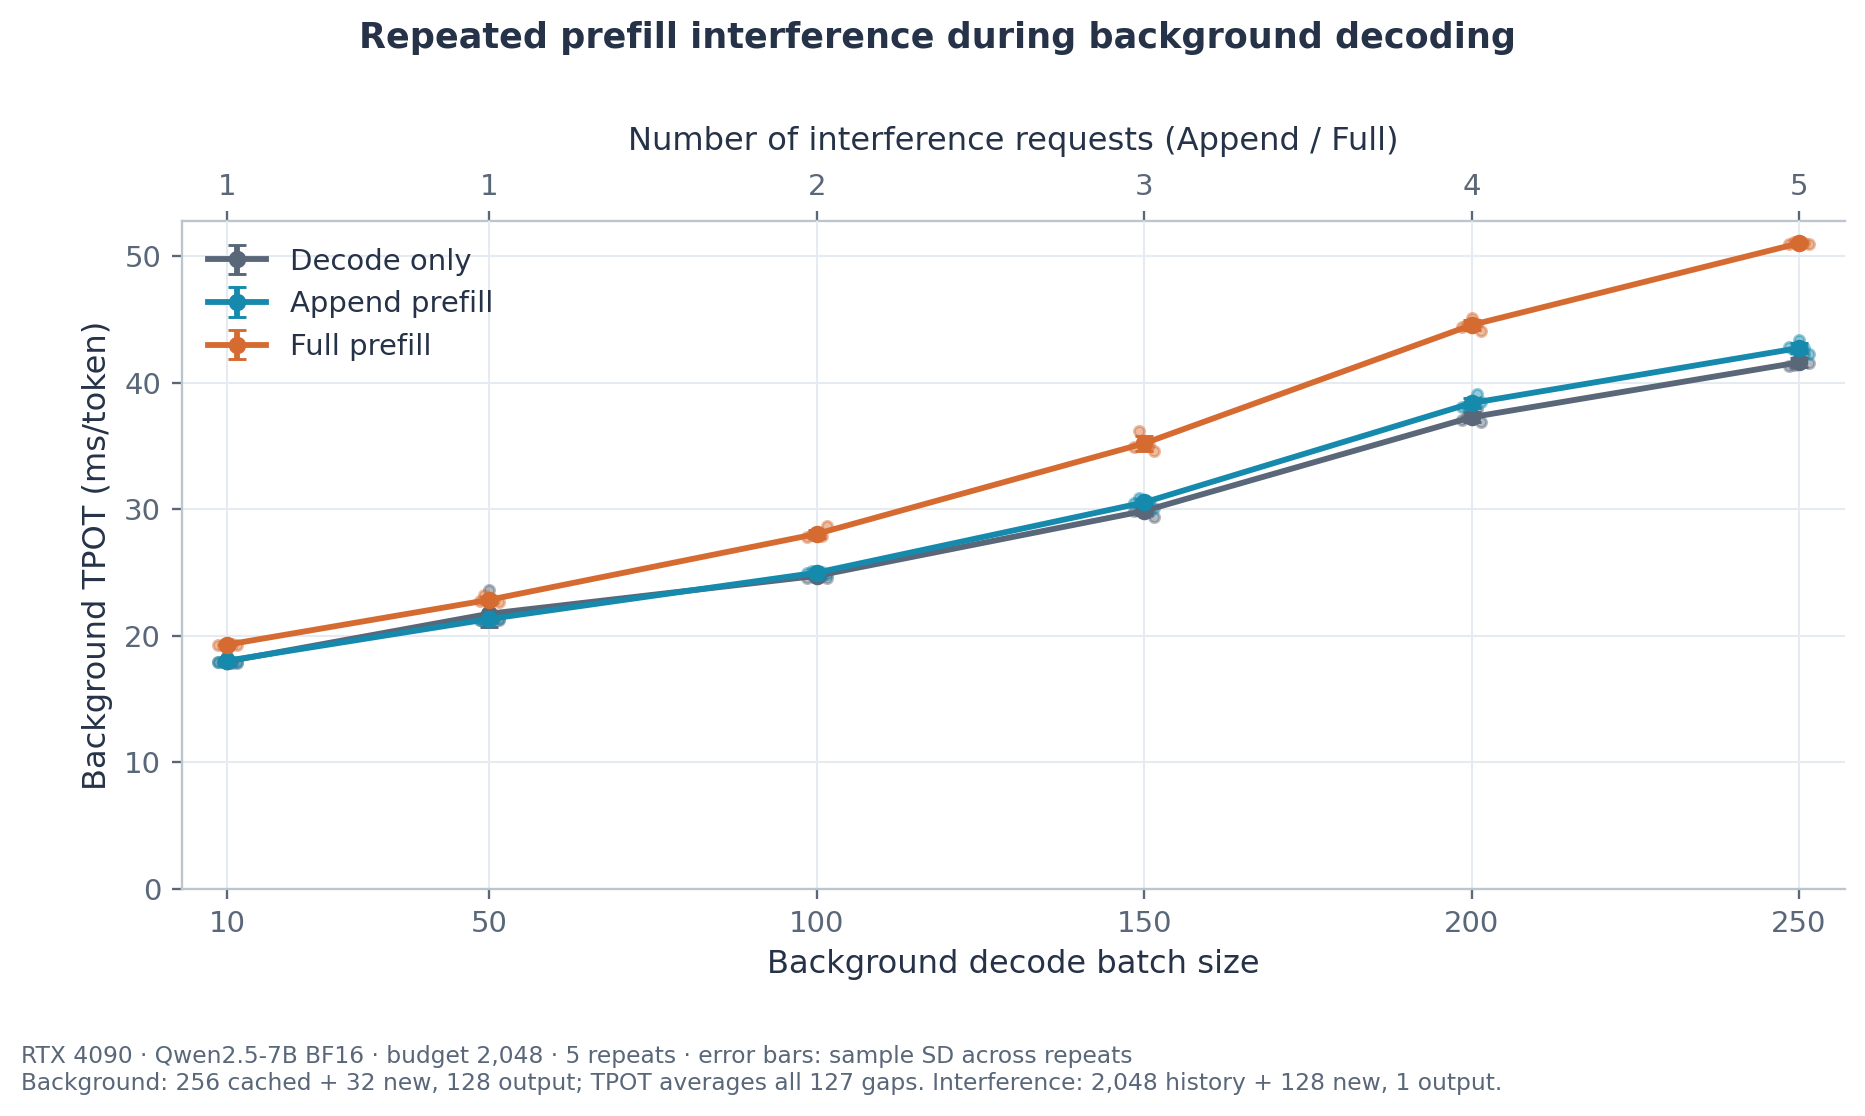 Repeated prefill interference during background decoding
Number of interference requests (Append / Full)
1 1 2 3 4 5
Decode only
Append prefill
Full prefill
Background TPOT (ms/token)
50
40
30
20
10
0
10 50 100 150 200 250
Background decode batch size
RTX 4090 · Qwen2.5-7B BF16 · budget 2,048 · 5 repeats · error bars: sample SD across repeats
Background: 256 cached + 32 new, 128 output; TPOT averages all 127 gaps. Interference: 2,048 history + 128 new, 1 output.